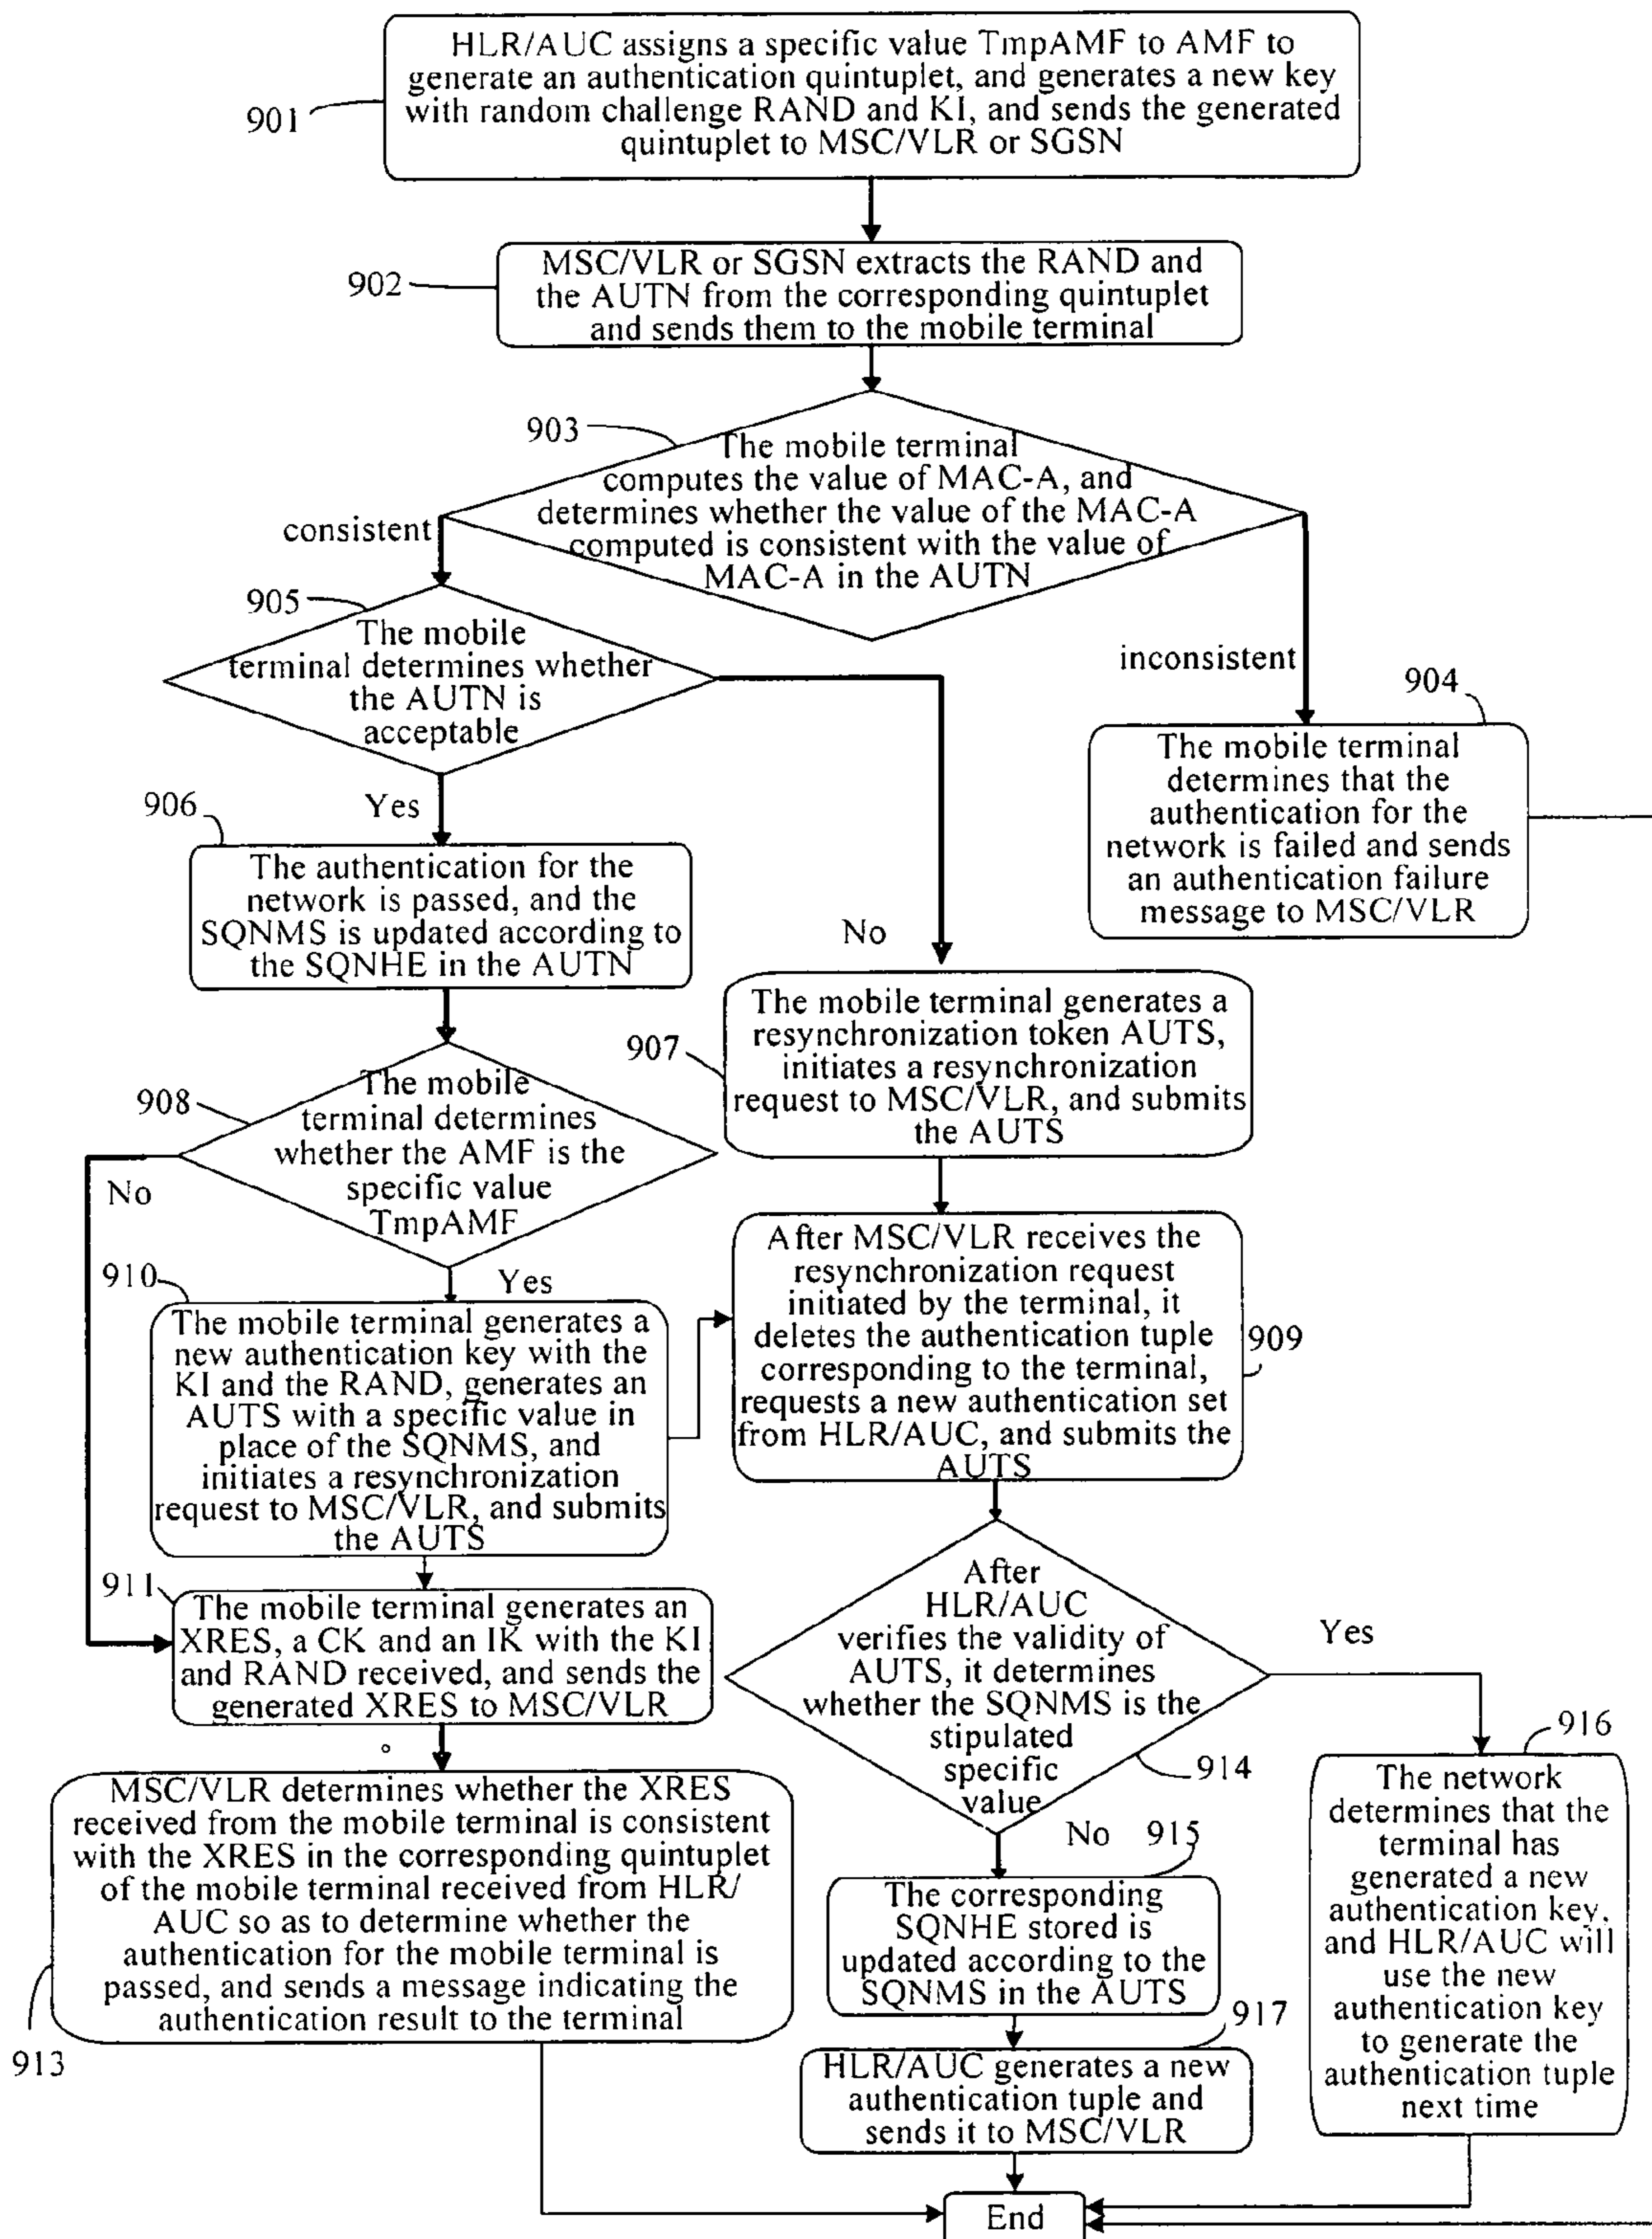 HLR/AUC assigns a specific value TmpAMF to AMF to
generate an authentication quintuplet, and generates a new key
with random challenge RAND and KI, and sends the generated
quintuplet to MSC/VLR or SGSN
901
MSC/VLR or SGSN extracts the RAND and
the AUTN from the corresponding quintuplet
and sends them to the mobile terminal
902
903
The mobile terminal
computes the value of MAC-A, and
determines whether the value of the MAC-A
computed is consistent with the value of
MAC-A in the AUTN
consistent
inconsistent
905
The mobile
terminal determines whether
the AUTN is
acceptable
904
The mobile terminal
determines that the
authentication for the
network is failed and sends
an authentication failure
message to MSC/VLR
Yes
No
906
The authentication for the
network is passed, and the
SQNMS is updated according to
the SQNHE in the AUTN
907
The mobile terminal generates a
resynchronization token AUTS,
initiates a resynchronization
request to MSC/VLR, and submits
the AUTS
908
The mobile
terminal determines
whether the AMF is the
specific value
TmpAMF
No
Yes
910
The mobile terminal generates a
new authentication key with the
KI and the RAND, generates an
AUTS with a specific value in
place of the SQNMS, and
initiates a resynchronization
request to MSC/VLR, and submits
the AUTS
After MSC/VLR receives the
resynchronization request
initiated by the terminal, it
deletes the authentication tuple
corresponding to the terminal,
requests a new authentication set
from HLR/AUC, and submits the
AUTS
909
911
The mobile terminal generates an
XRES, a CK and an IK with the KI
and RAND received, and sends the
generated XRES to MSC/VLR
After
HLR/AUC
verifies the validity of
AUTS, it determines
whether the SQNMS is the
stipulated
specific
value
914
Yes
No
MSC/VLR determines whether the XRES
received from the mobile terminal is consistent
with the XRES in the corresponding quintuplet
of the mobile terminal received from HLR/
AUC so as to determine whether the
authentication for the mobile terminal is
passed, and sends a message indicating the
authentication result to the terminal
913
915
The corresponding
SQNHE stored is
updated according to the
SQNMS in the AUTS
916
The network
determines that the
terminal has
generated a new
authentication key,
and HLR/AUC will
use the new
authentication key
to generate the
authentication tuple
next time
917
HLR/AUC generates a new
authentication tuple and
sends it to MSC/VLR
End